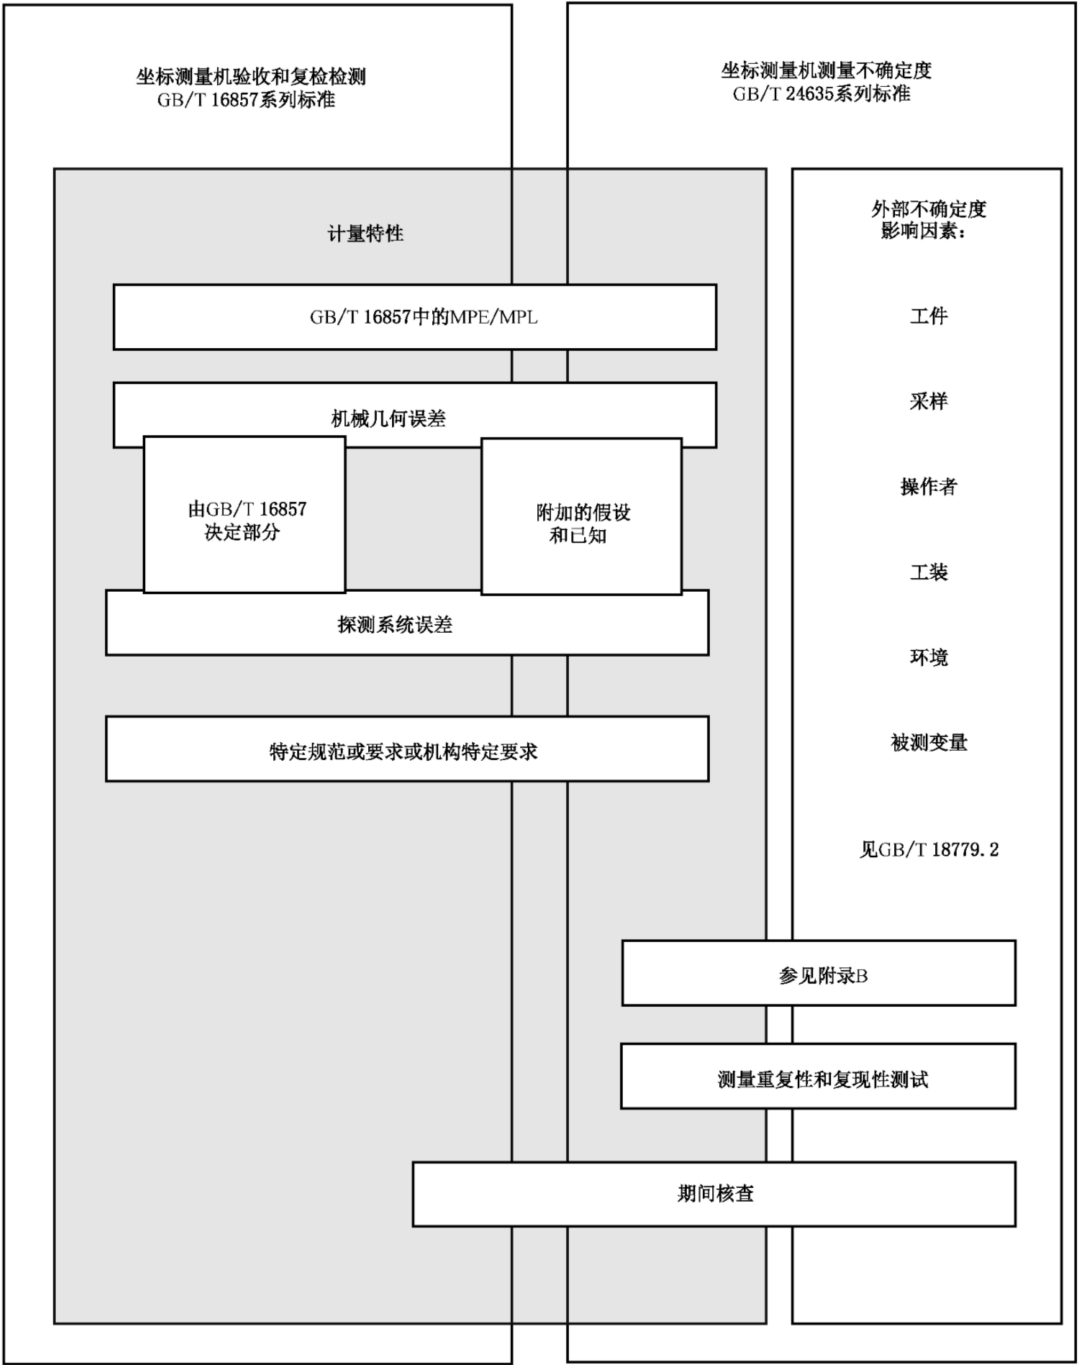 坐标测量机验收和复检检测
GB/T 16857系列标准
坐标测量机测量不确定度
GB/T 24635系列标准
计量特性
GB/T 16857中的MPE/MPL
机械几何误差
由GB/T 16857
决定部分
附加的假设
和已知
探测系统误差
特定规范或要求或机构特定要求
外部不确定度
影响因素：
工件
采样
操作者
工装
环境
被测变量
见GB/T 18779.2
参见附录B
测量重复性和复现性测试
期间核查